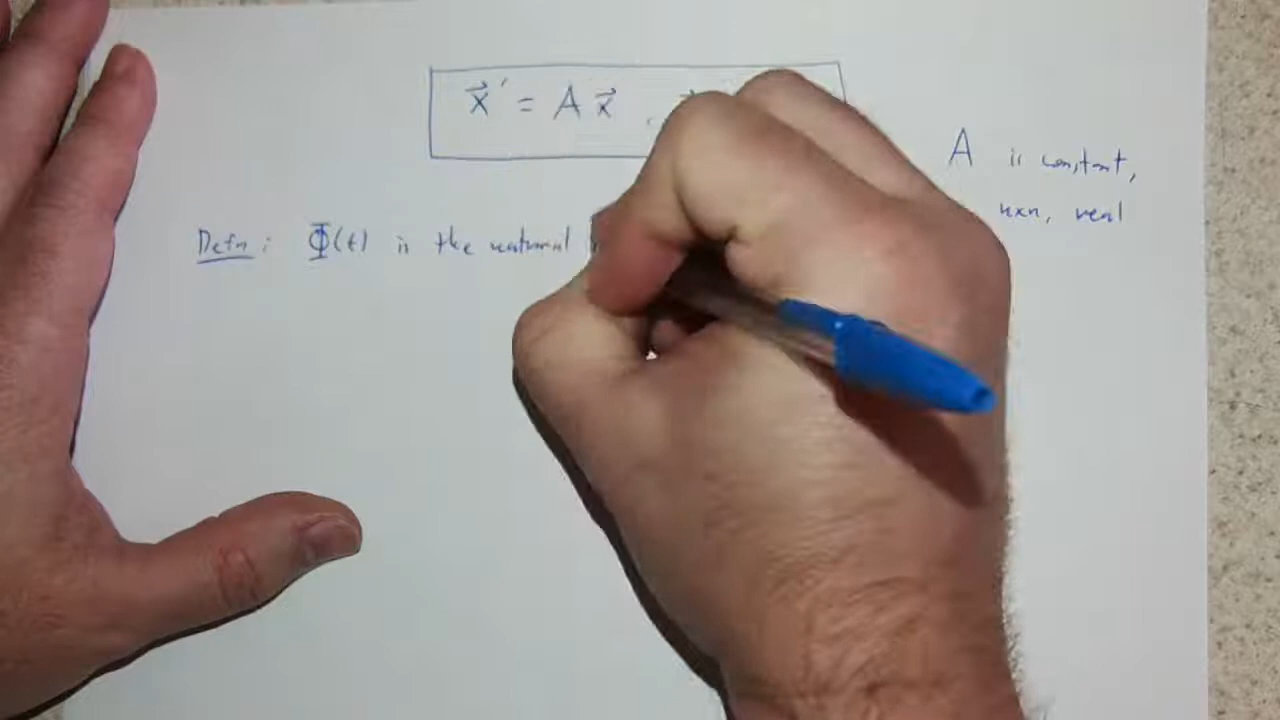 x⃗' = A x⃗ ,
A is constant,
nxn, real
Defn: Φ(t) is the natural